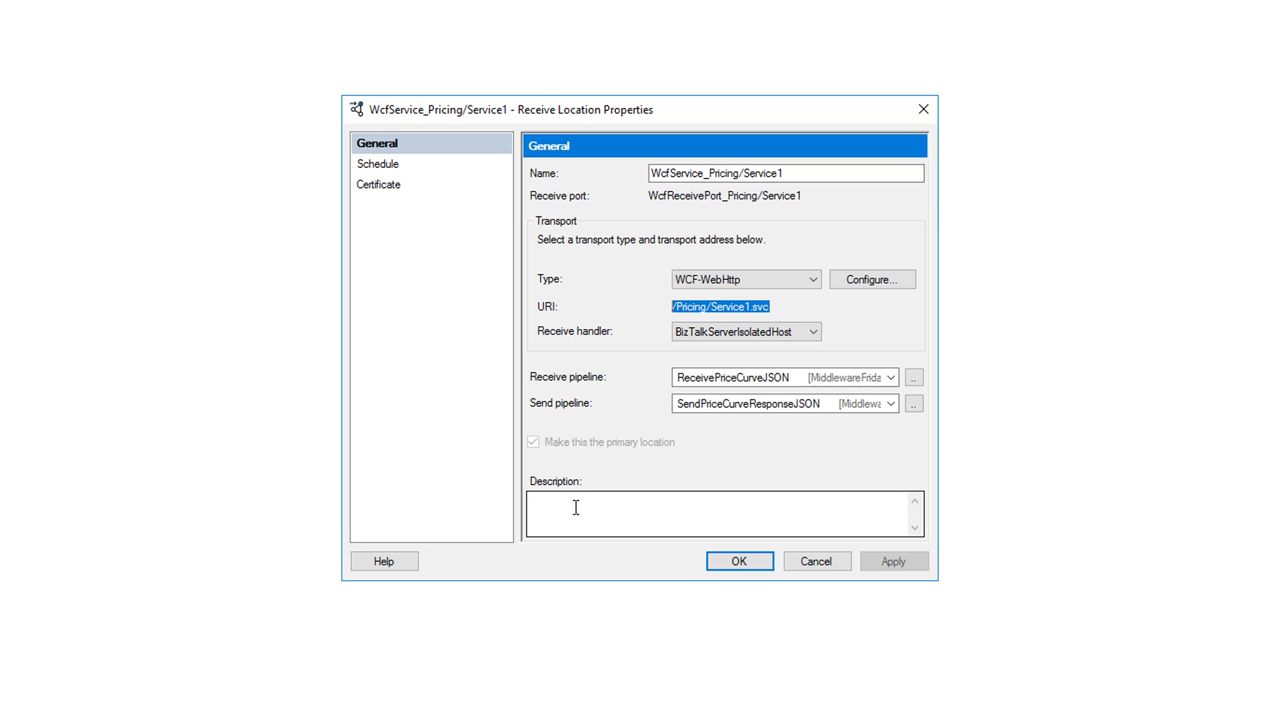 WcfService_Pricing/Service1 - Receive Location Properties
General
Schedule
Certificate
General
Name: WcfService_Pricing/Service1
Receive port: WcfReceivePort_Pricing/Service1
Transport
Select a transport type and transport address below.
Type: WCF-WebHttp Configure...
URI: /Pricing/Service1.svc
Receive handler: BizTalkServerIsolatedHost
Receive pipeline: ReceivePriceCurveJSON [MiddlewareFrida ..
Send pipeline: SendPriceCurveResponseJSON [Middlewa ..
Make this the primary location
Description:
Help OK Cancel Apply